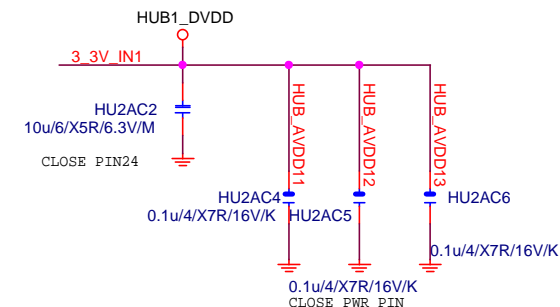 HUB1_DVDD
3_3V_IN1
HU2AC2
10u/6/X5R/6.3V/M
CLOSE PIN24
HUB_AVDD11
HUB_AVDD12
HUB_AVDD13
HU2AC4
0.1u/4/X7R/16V/K
HU2AC5
HU2AC6
0.1u/4/X7R/16V/K
0.1u/4/X7R/16V/K
CLOSE PWR PIN